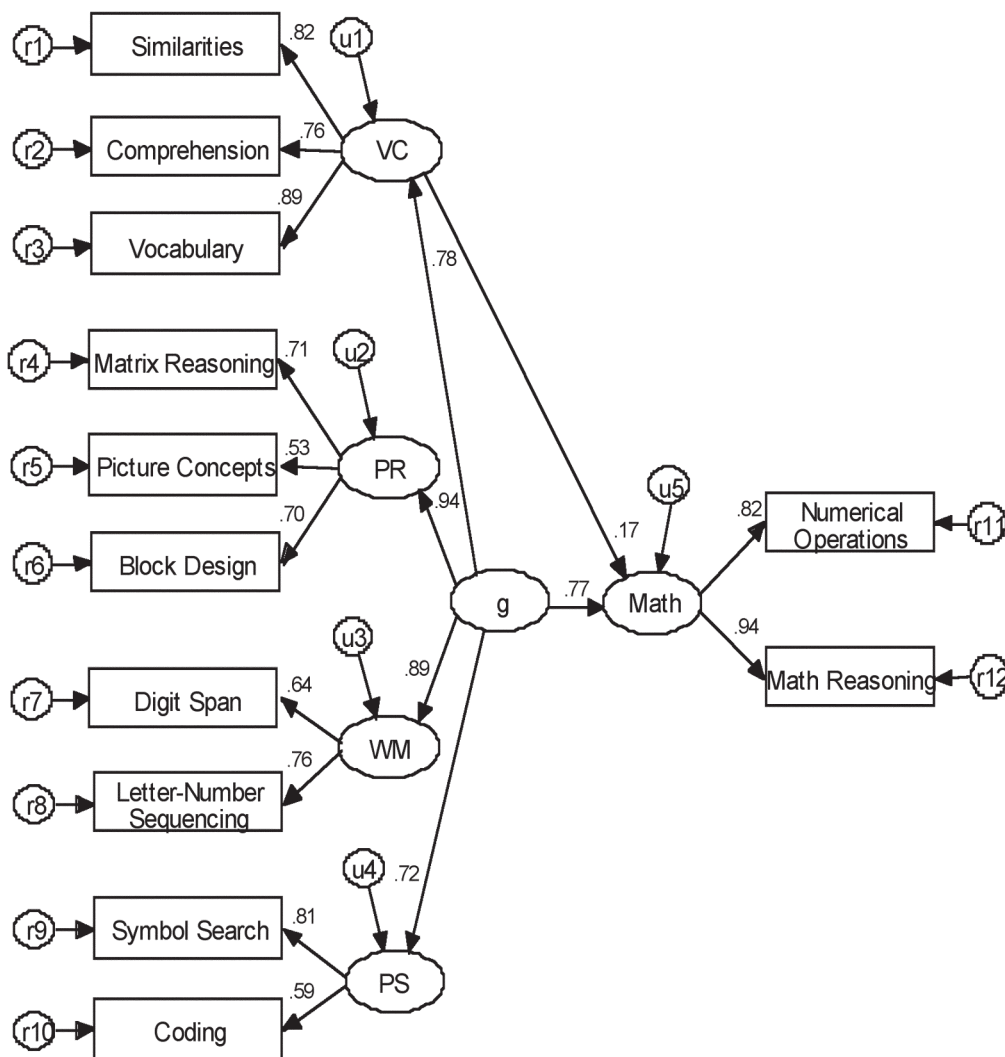 r1
Similarities
.82
u1
r2
Comprehension
.76
VC
r3
Vocabulary
.89
.78
r4
Matrix Reasoning
.71
u2
r5
Picture Concepts
.53
PR
r6
Block Design
.70
.94
u5
.17
.82
Numerical
Operations
r11
g
.77
Math
.94
Math Reasoning
r12
r7
Digit Span
.64
u3
.89
WM
r8
Letter-Number
Sequencing
.76
u4
.72
r9
Symbol Search
.81
PS
r10
Coding
.59